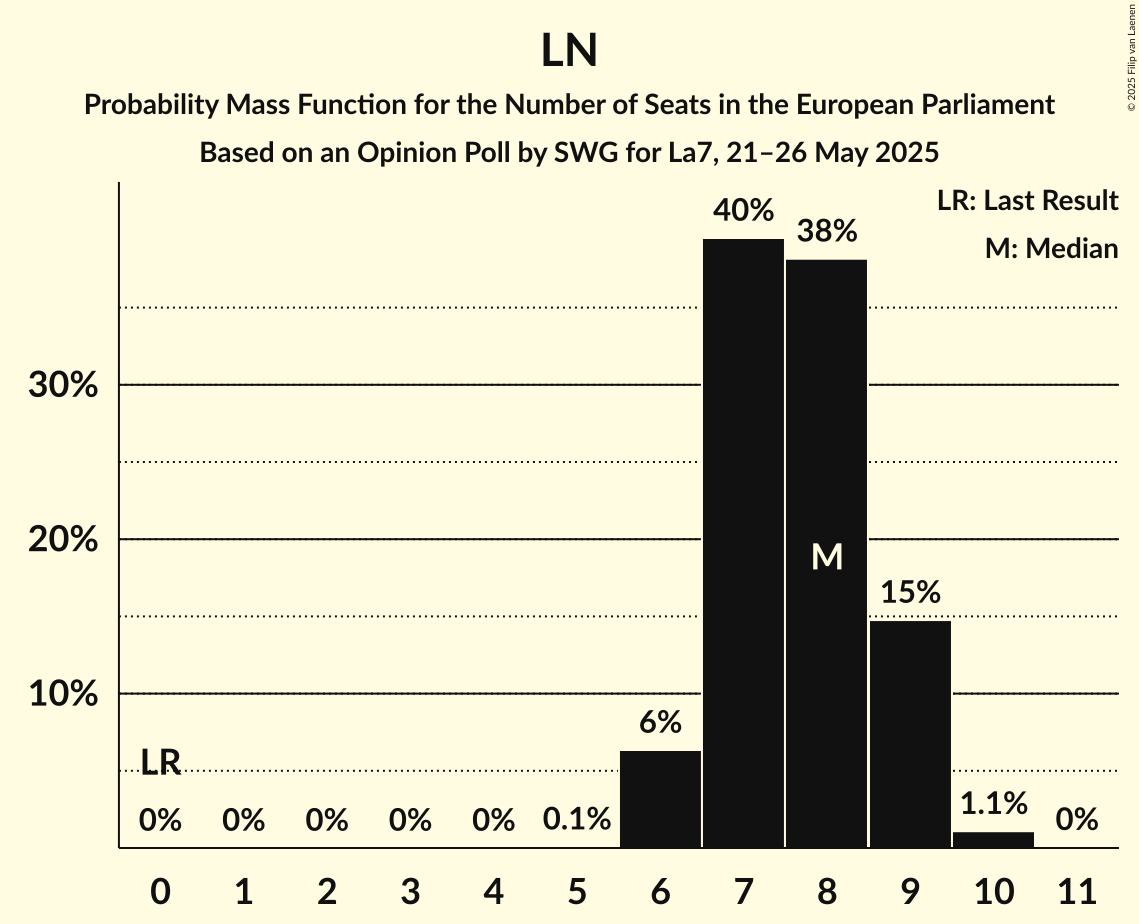 LN
Probability Mass Function for the Number of Seats in the European Parliament
Based on an Opinion Poll by SWG for La7, 21–26 May 2025
© 2025 Filip van Laenen
LR: Last Result
M: Median
40%
38%
30%
20%
M
15%
10%
6%
LR
0% 0% 0% 0% 0% 0.1% 1.1% 0%
0 1 2 3 4 5 6 7 8 9 10 11